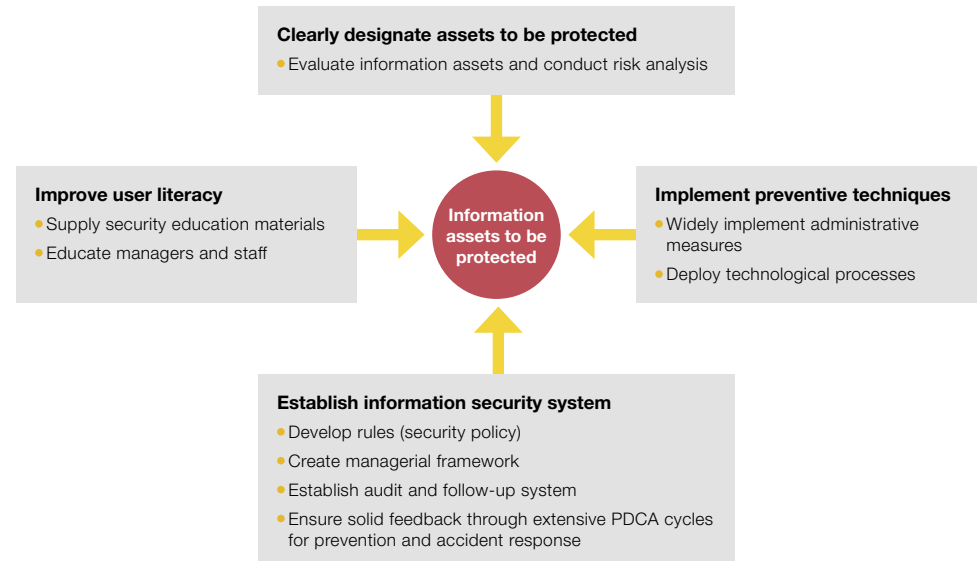 Clearly designate assets to be protected
• Evaluate information assets and conduct risk analysis
Improve user literacy
• Supply security education materials
• Educate managers and staff
Information
assets to be
protected
Implement preventive techniques
• Widely implement administrative
measures
• Deploy technological processes
Establish information security system
• Develop rules (security policy)
• Create managerial framework
• Establish audit and follow-up system
• Ensure solid feedback through extensive PDCA cycles
for prevention and accident response